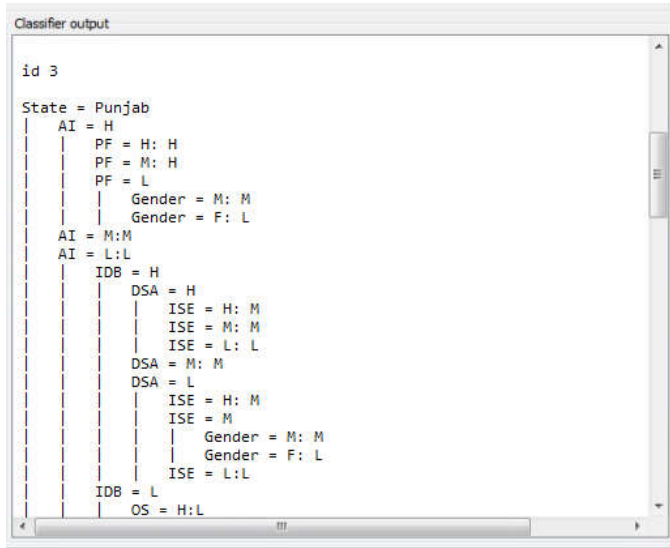 Classifier output
id 3
State = Punjab
|   AI = H
|   |   PF = H: H
|   |   PF = M: H
|   |   PF = L
|   |   |   Gender = M: M
|   |   |   Gender = F: L
|   AI = M:M
|   AI = L:L
|   |   IDB = H
|   |   |   DSA = H
|   |   |   |   ISE = H: M
|   |   |   |   ISE = M: M
|   |   |   |   ISE = L: L
|   |   |   DSA = M: M
|   |   |   DSA = L
|   |   |   |   ISE = H: M
|   |   |   |   ISE = M
|   |   |   |   |   Gender = M: M
|   |   |   |   |   Gender = F: L
|   |   |   |   ISE = L:L
|   |   IDB = L
|   |   |   OS = H:L